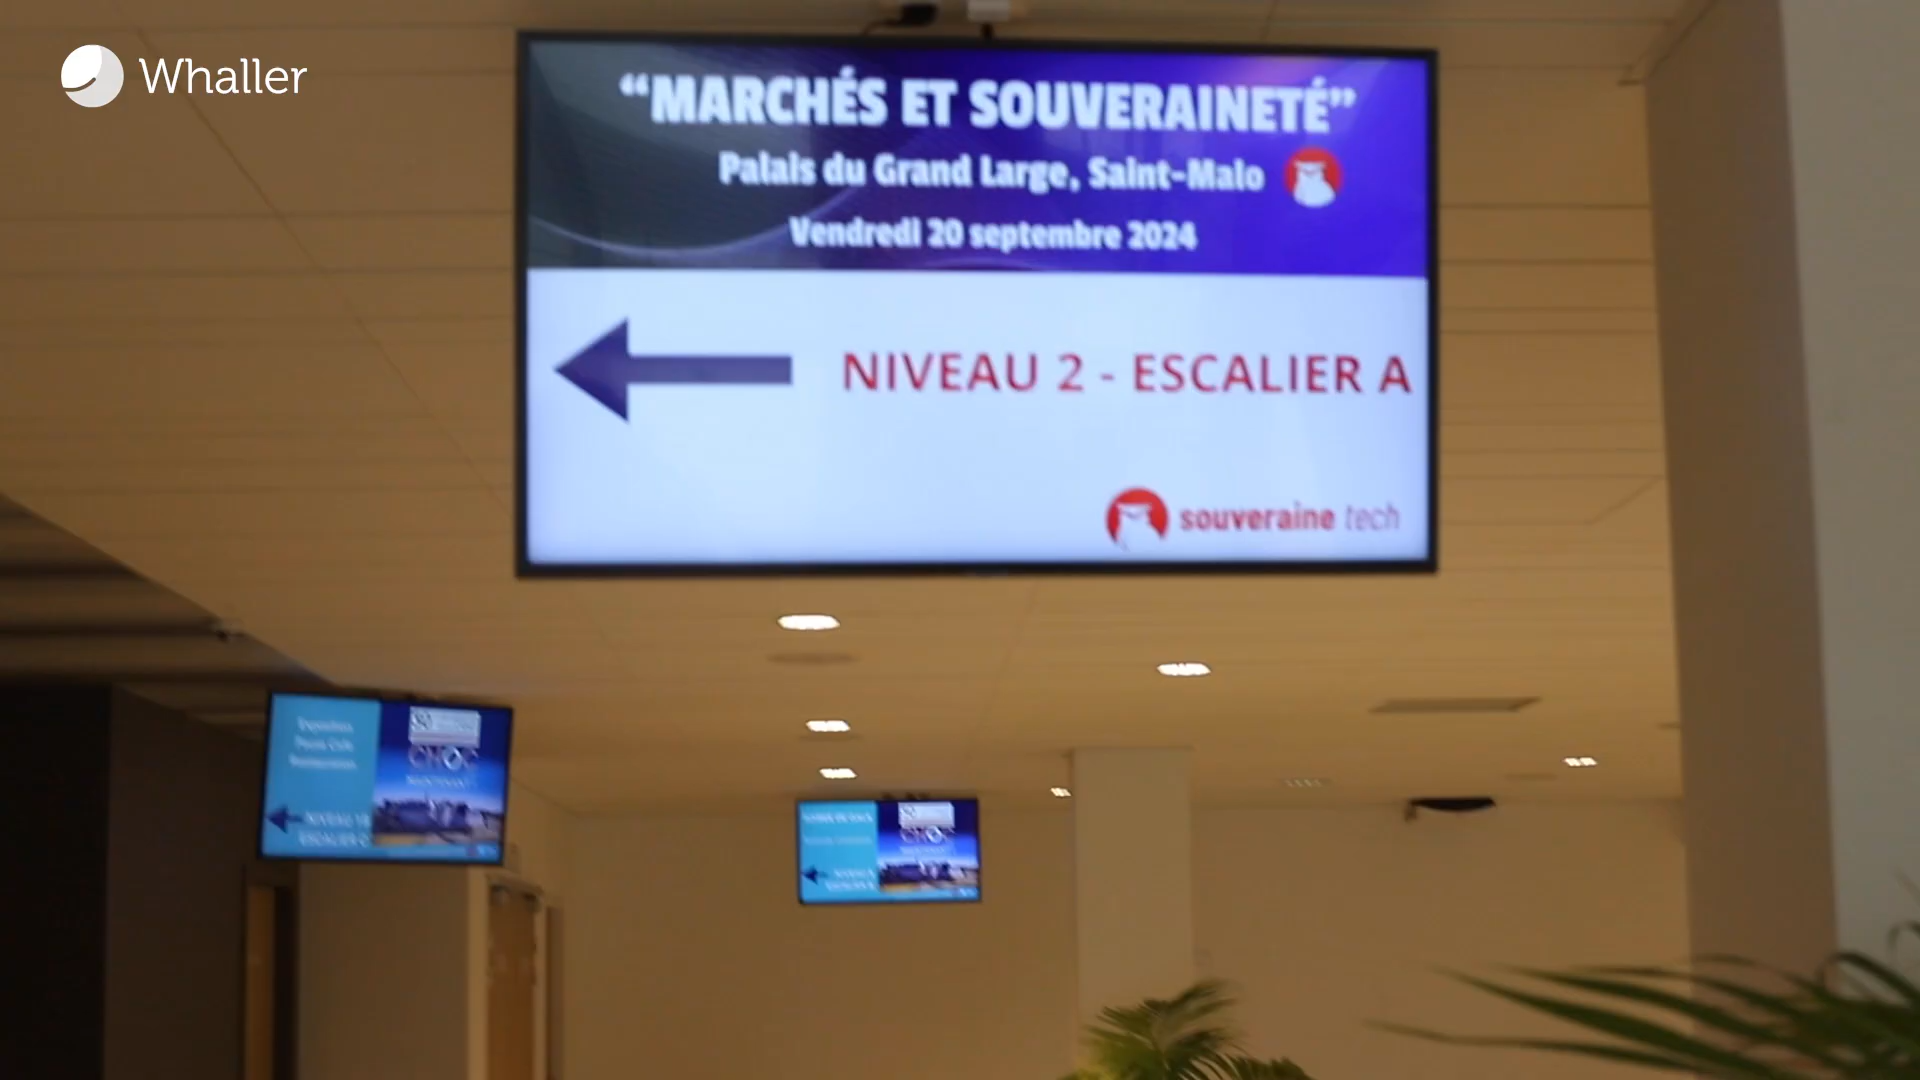 Whaller
“MARCHÉS ET SOUVERAINETÉ”
Palais du Grand Large, Saint-Malo
Vendredi 20 septembre 2024
NIVEAU 2 - ESCALIER A
souveraine tech
CHOC